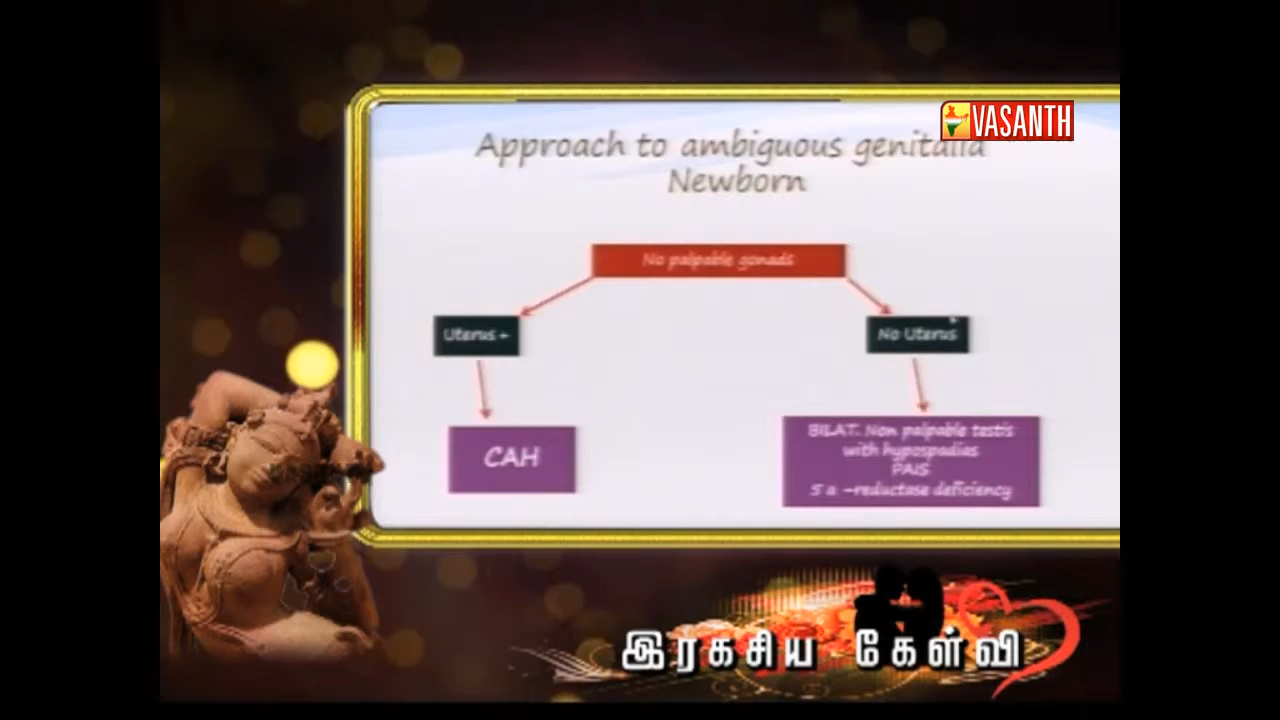 VASANTH
Approach to ambiguous genitalia
Newborn
No palpable gonads
Uterus +
No Uterus
CAH
BILAT. Non palpable testis
with hypospadias
PAIS
5 α -reductase deficiency
இரகசிய கேள்வி